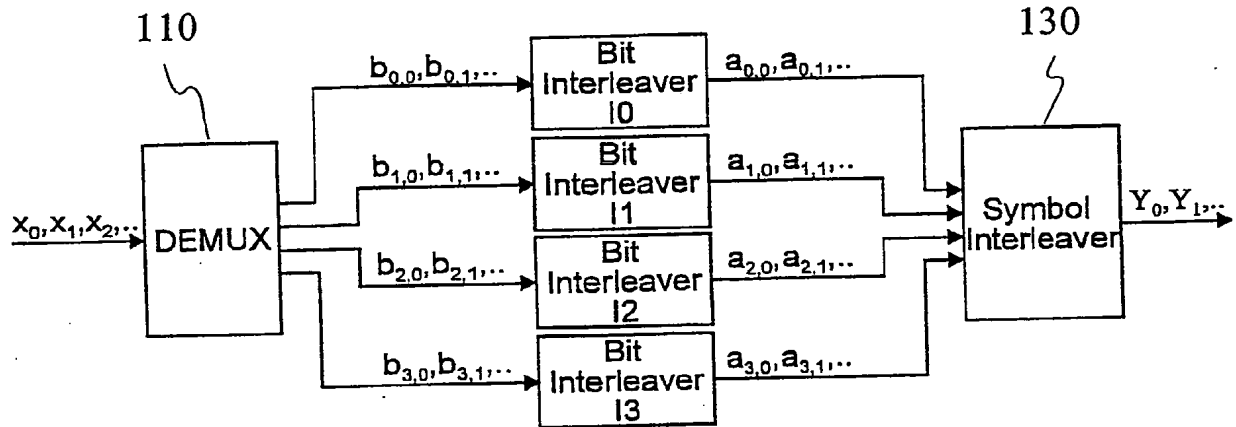 110
130
b0,0,b0,1,..
Bit
Interleaver
I0
a0,0,a0,1,..
b1,0,b1,1,..
Bit
Interleaver
I1
a1,0,a1,1,..
x0,x1,x2,..
DEMUX
Symbol
Interleaver
Y0,Y1,..
b2,0,b2,1,..
Bit
Interleaver
I2
a2,0,a2,1,..
b3,0,b3,1,..
Bit
Interleaver
I3
a3,0,a3,1,..